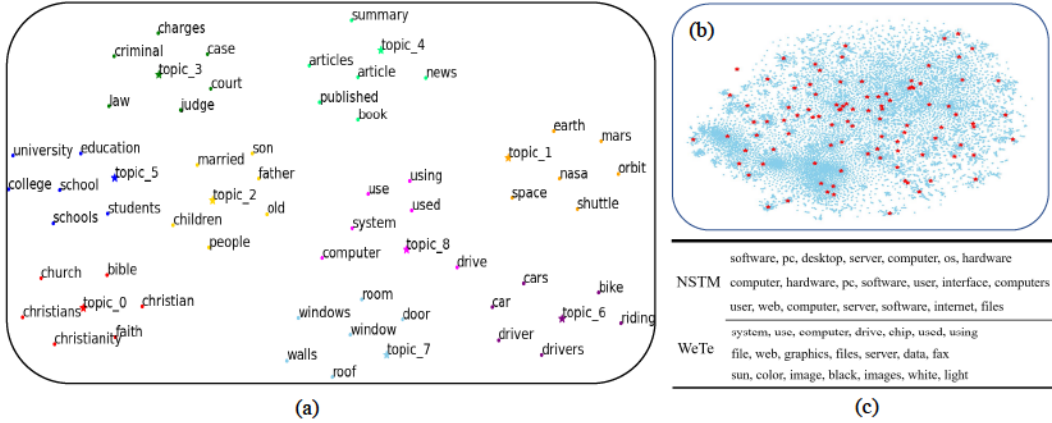 summary
charges
topic_4
criminal
case
articles
article
news
topic_3
court
published
law
judge
book
earth
mars
university
education
son
married
topic_1
orbit
topic_5
father
using
nasa
college
school
use
space
topic_2
used
shuttle
schools
students
old
children
system
people
topic_8
computer
drive
church
bible
cars
bike
room
car
topic_0
christian
christians
windows
door
topic_6
riding
faith
window
driver
christianity
walls
topic_7
drivers
roof
(a)
(b)
NSTM
software, pc, desktop, server, computer, os, hardware
computer, hardware, pc, software, user, interface, computers
user, web, computer, server, software, internet, files
WeTe
system, use, computer, drive, chip, used, using
file, web, graphics, files, server, data, fax
sun, color, image, black, images, white, light
(c)